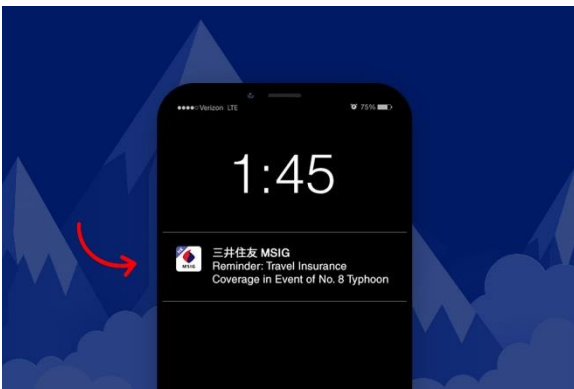 Verizon LTE
75%
1:45
三井住友 MSIG
MSIG
Reminder: Travel Insurance
Coverage in Event of No. 8 Typhoon